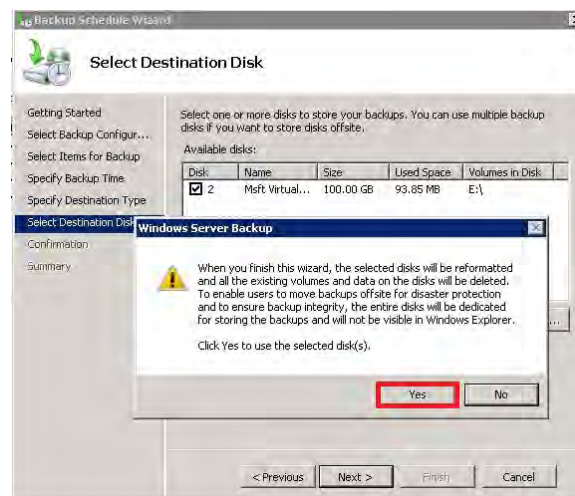 Backup Schedule Wizard
Select Destination Disk
Getting Started
Select Backup Configur...
Select Items for Backup
Specify Backup Time
Specify Destination Type
Select Destination Disk
Confirmation
Summary
Select one or more disks to store your backups. You can use multiple backup
disks if you want to store disks offsite.
Available disks:
Disk Name Size Used Space Volumes in Disk
2 Msft Virtual... 100.00 GB 93.85 MB E:\
Windows Server Backup
When you finish this wizard, the selected disks will be reformatted
and all the existing volumes and data on the disks will be deleted.
To enable users to move backups offsite for disaster protection
and to ensure backup integrity, the entire disks will be dedicated
for storing the backups and will not be visible in Windows Explorer.
Click Yes to use the selected disk(s).
...
Yes No
< Previous Next > Finish Cancel